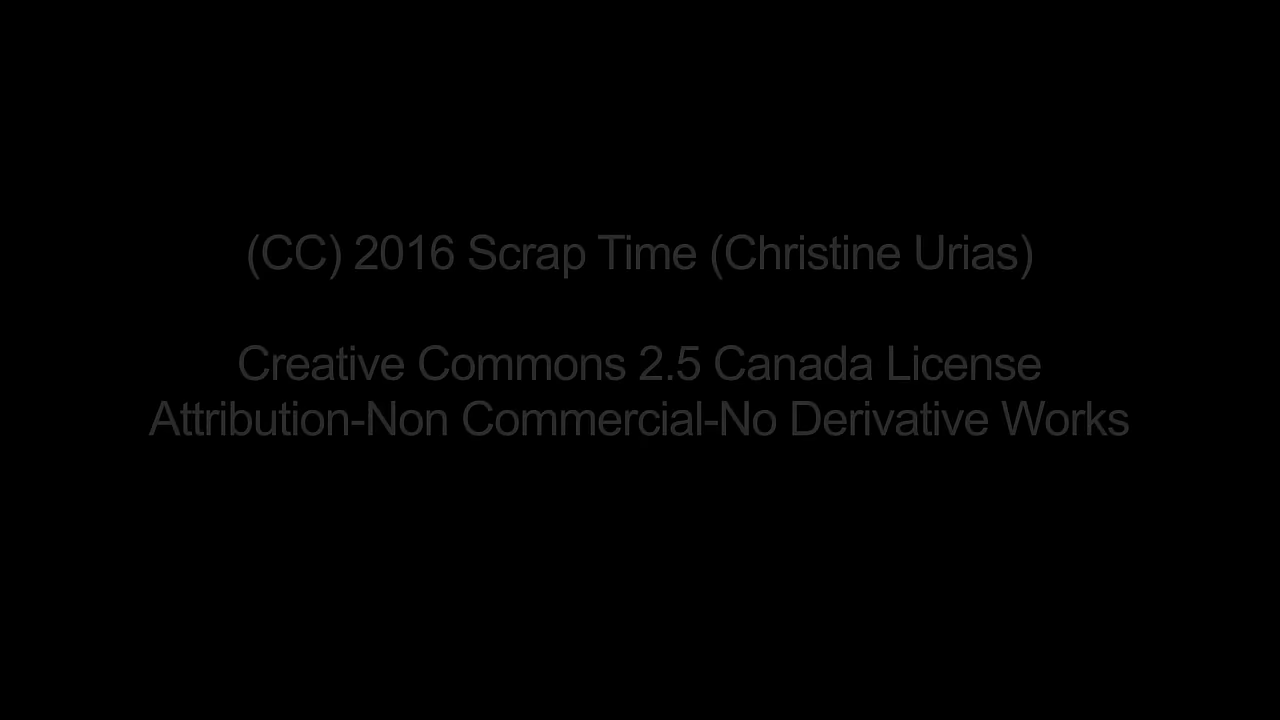 (CC) 2016 Scrap Time (Christine Urias)
Creative Commons 2.5 Canada License
Attribution-Non Commercial-No Derivative Works